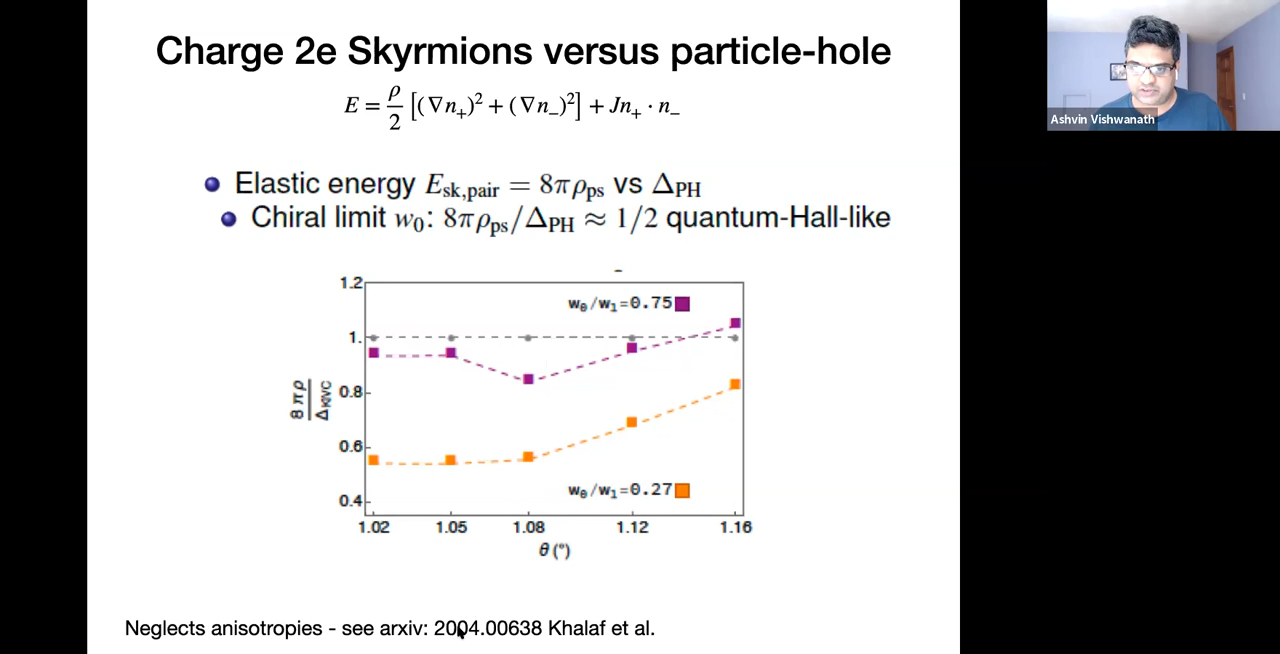 Charge 2e Skyrmions versus particle-hole
E = ρ/2 [(∇n₊)² + (∇n₋)²] + Jn₊ · n₋
Elastic energy E_sk,pair = 8πρ_ps vs Δ_PH
Chiral limit w₀: 8πρ_ps/Δ_PH ≈ 1/2 quantum-Hall-like
1.2
w₀/w₁=0.75
1.
8πρ/Δ_KIVC
0.8
0.6
w₀/w₁=0.27
0.4
1.02 1.05 1.08 1.12 1.16
θ (°)
Neglects anisotropies - see arxiv: 2004.00638 Khalaf et al.
Ashvin Vishwanath